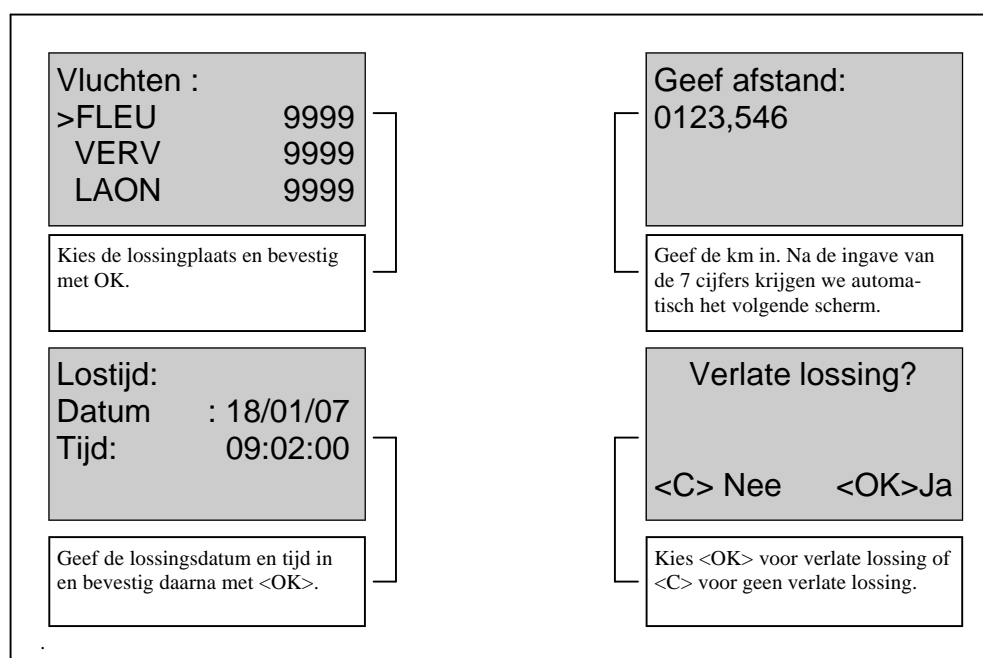 Vluchten :
>FLEU 9999
VERV 9999
LAON 9999
Kies de lossingplaats en bevestig
met OK.
Geef afstand:
0123,546
Geef de km in. Na de ingave van
de 7 cijfers krijgen we automa-
tisch het volgende scherm.
Lostijd:
Datum : 18/01/07
Tijd: 09:02:00
Geef de lossingsdatum en tijd in
en bevestig daarna met <OK>.
Verlate lossing?
<C> Nee <OK>Ja
Kies <OK> voor verlate lossing of
<C> voor geen verlate lossing.
.